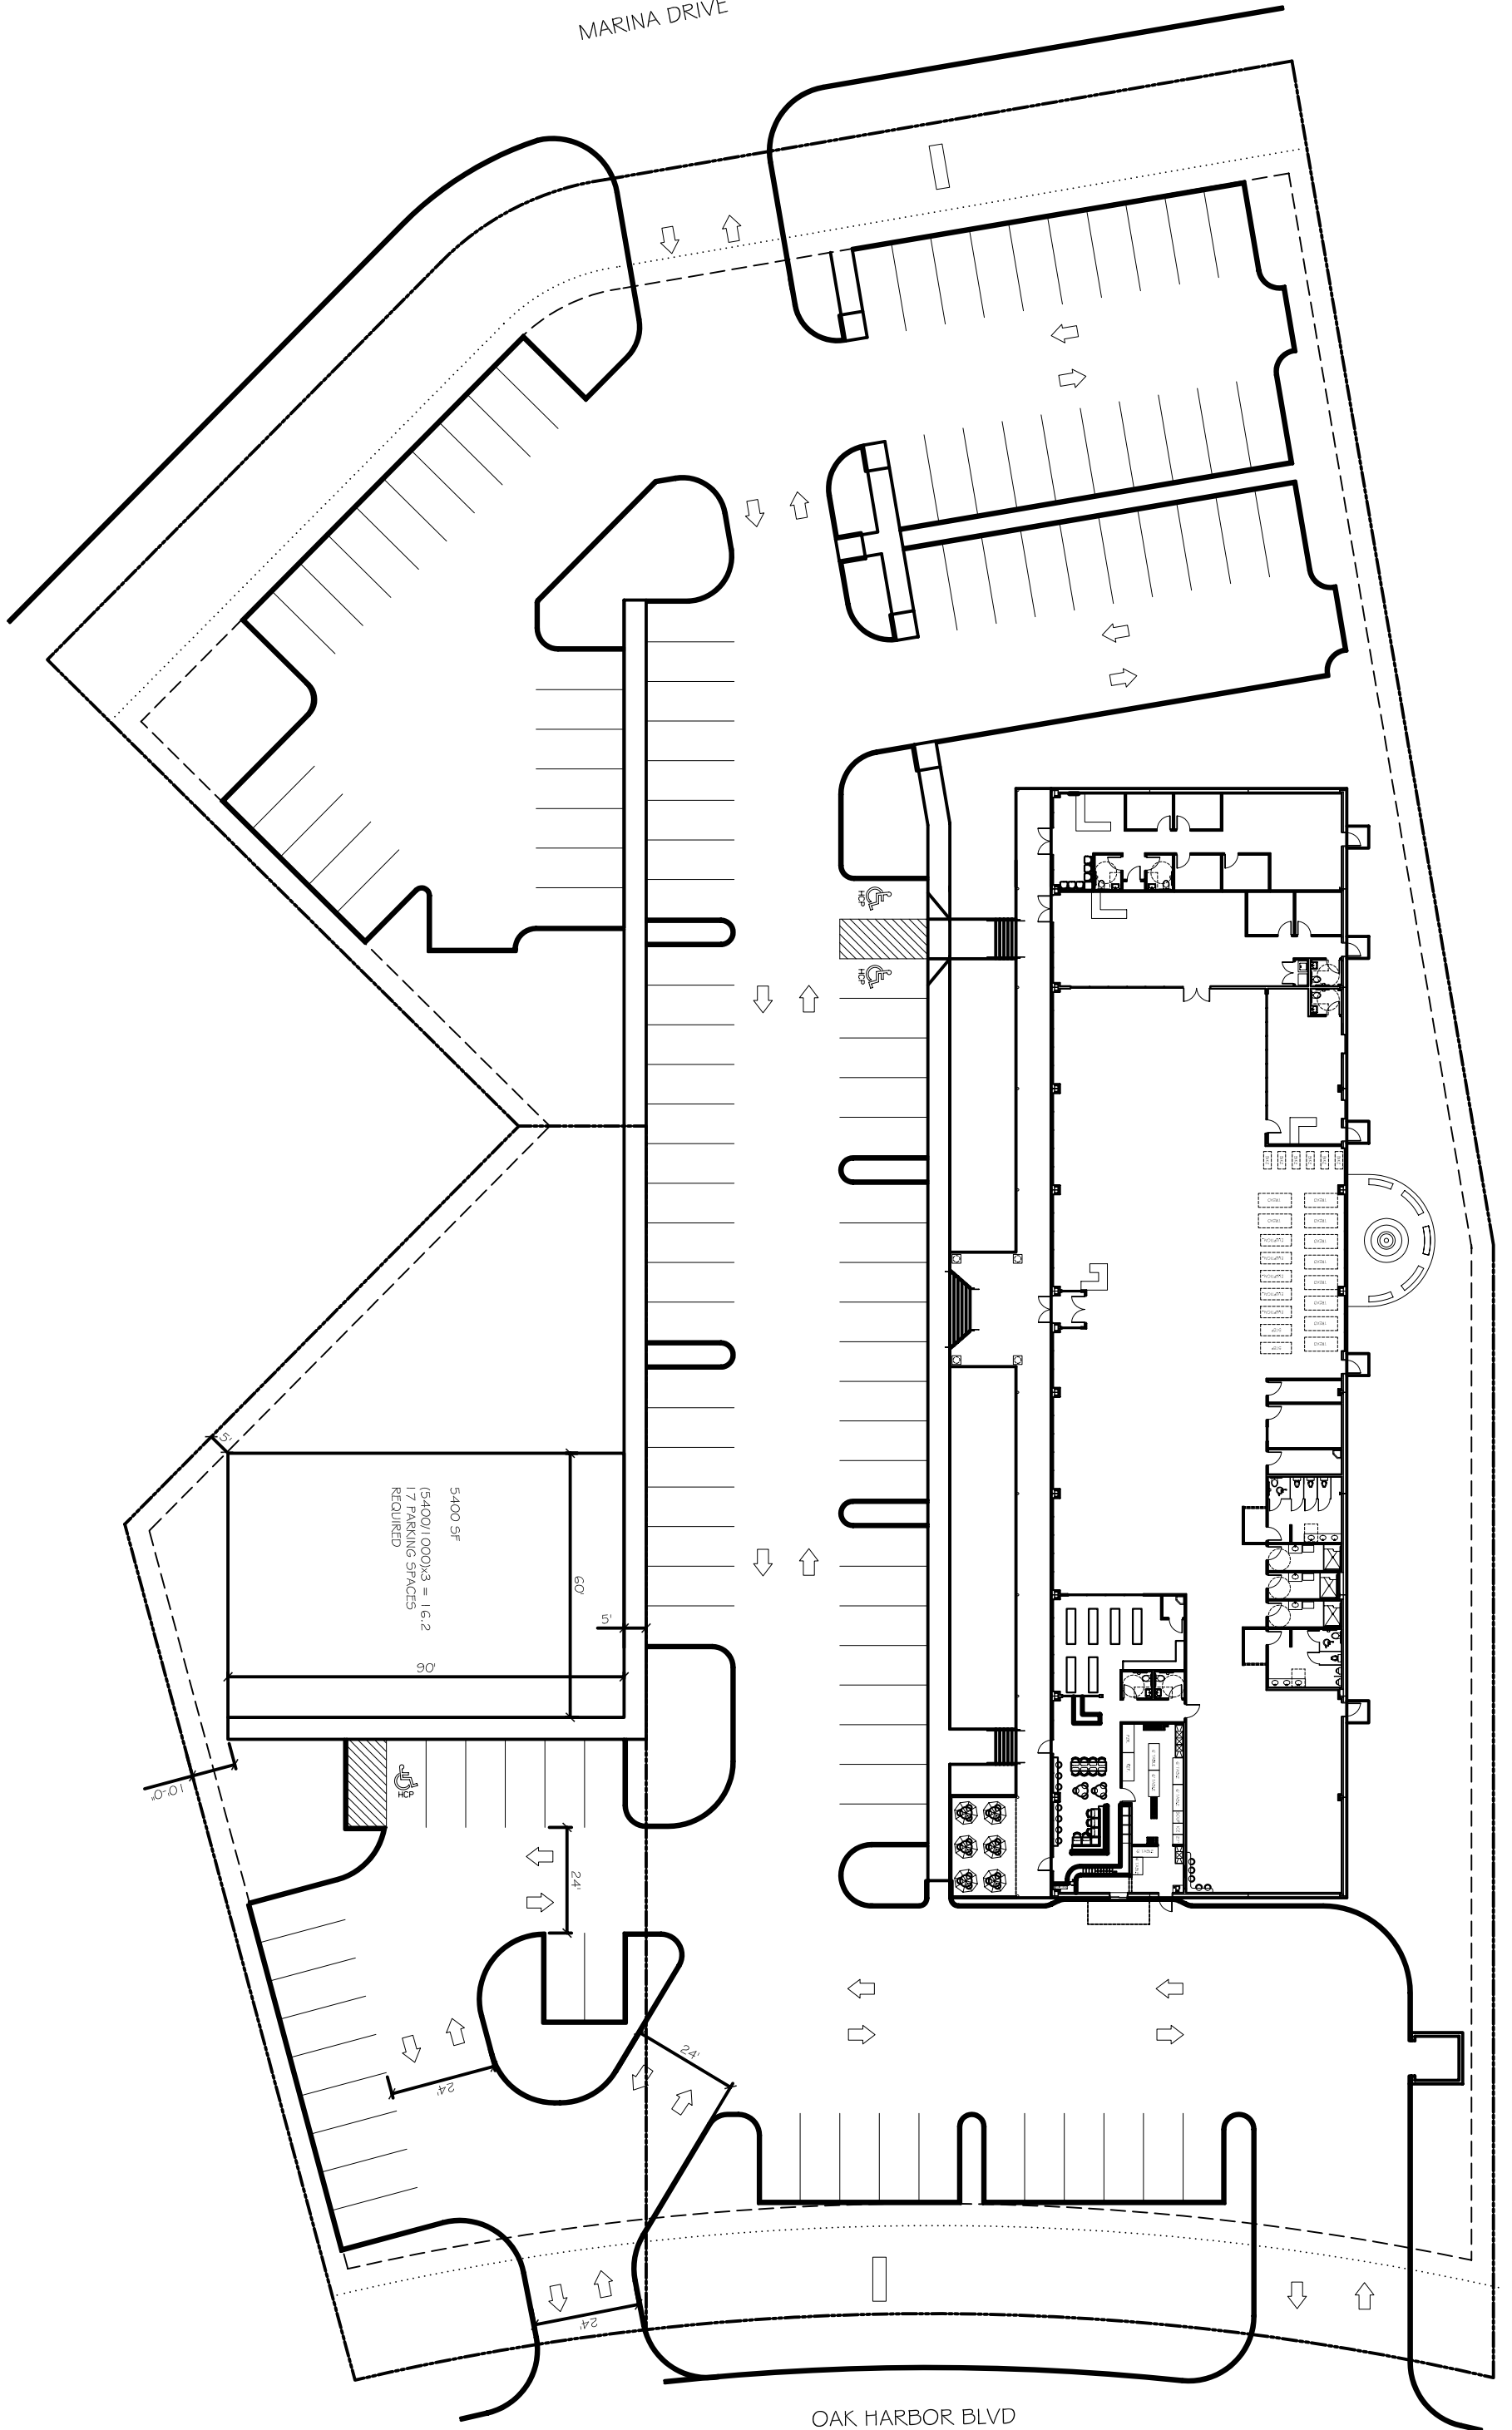 MARINA DRIVE
HCP
HCP
5'
5400 SF
(5400/1000)x3 = 16.2
17 PARKING SPACES
REQUIRED
60'
5'
90'
10'-0"
HCP
24'
24'
24'
24'
OAK HARBOR BLVD